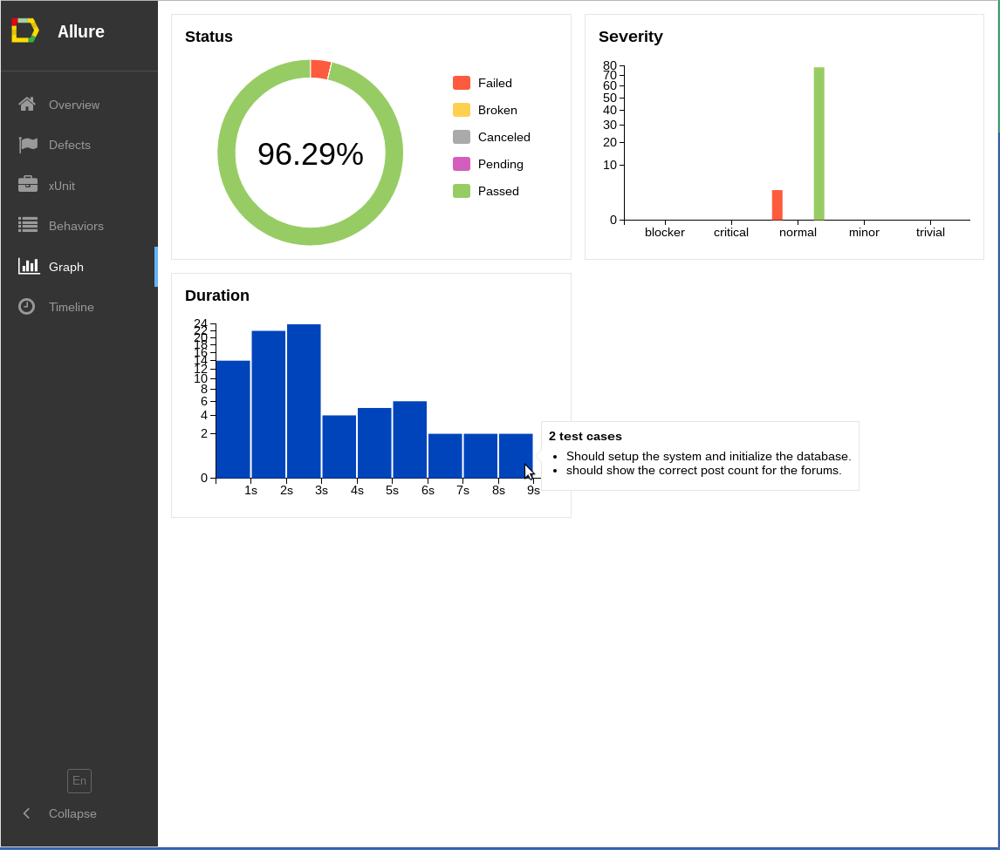 Allure
Overview
Defects
xUnit
Behaviors
Graph
Timeline
En
Collapse
Status
96.29%
Failed
Broken
Canceled
Pending
Passed
Severity
80
70
60
50
40
30
20
10
0
blocker critical normal minor trivial
Duration
24
22
20
18
16
14
12
10
8
6
4
2
0
1s 2s 3s 4s 5s 6s 7s 8s 9s
2 test cases
• Should setup the system and initialize the database.
• should show the correct post count for the forums.